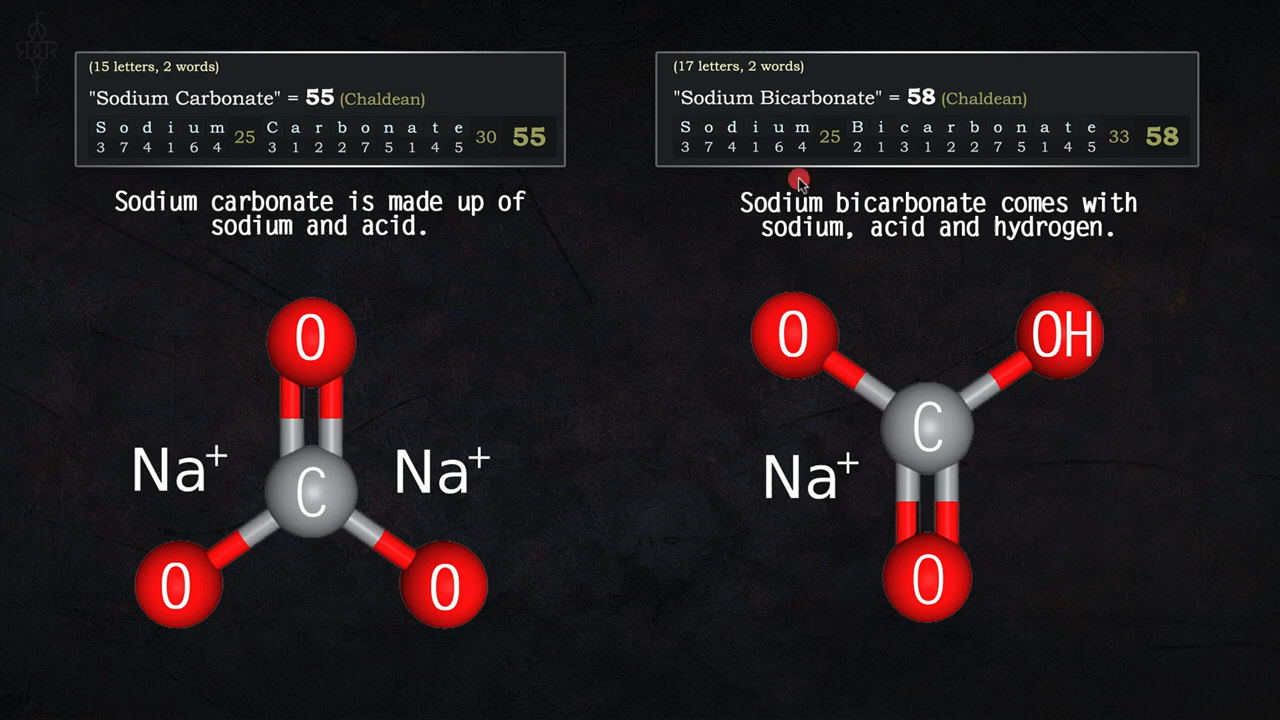 (15 letters, 2 words)
"Sodium Carbonate" = 55 (Chaldean)
S o d i u m 25 C a r b o n a t e 30 55
3 7 4 1 6 4 3 1 2 2 7 5 1 4 5
Sodium carbonate is made up of
sodium and acid.
O
Na+
Na+
C
O
O
(17 letters, 2 words)
"Sodium Bicarbonate" = 58 (Chaldean)
S o d i u m 25 B i c a r b o n a t e 33 58
3 7 4 1 6 4 2 1 3 1 2 2 7 5 1 4 5
Sodium bicarbonate comes with
sodium, acid and hydrogen.
O
OH
C
Na+
O